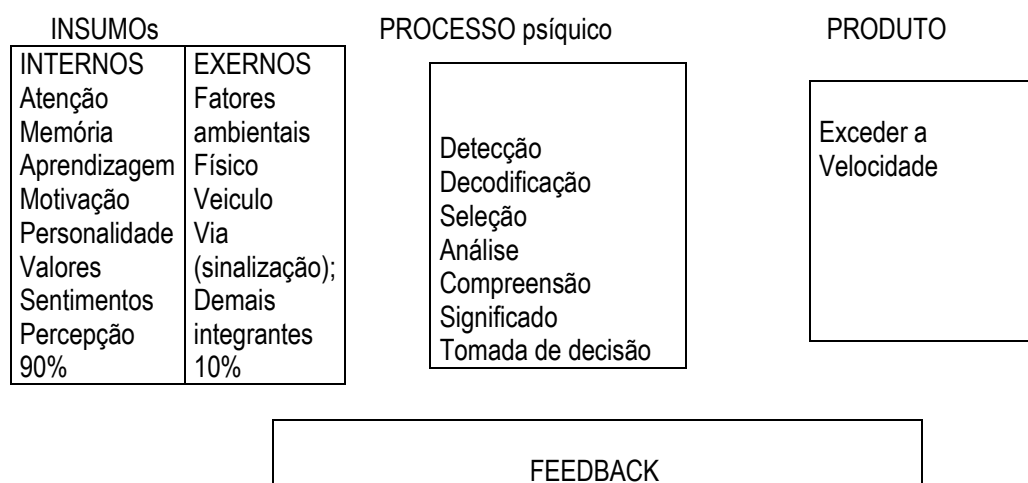 INSUMOs
PROCESSO psíquico
PRODUTO
INTERNOS
Atenção
Memória
Aprendizagem
Motivação
Personalidade
Valores
Sentimentos
Percepção
90%
EXERNOS
Fatores
ambientais
Físico
Veiculo
Via
(sinalização);
Demais
integrantes
10%
Detecção
Decodificação
Seleção
Análise
Compreensão
Significado
Tomada de decisão
Exceder a
Velocidade
FEEDBACK